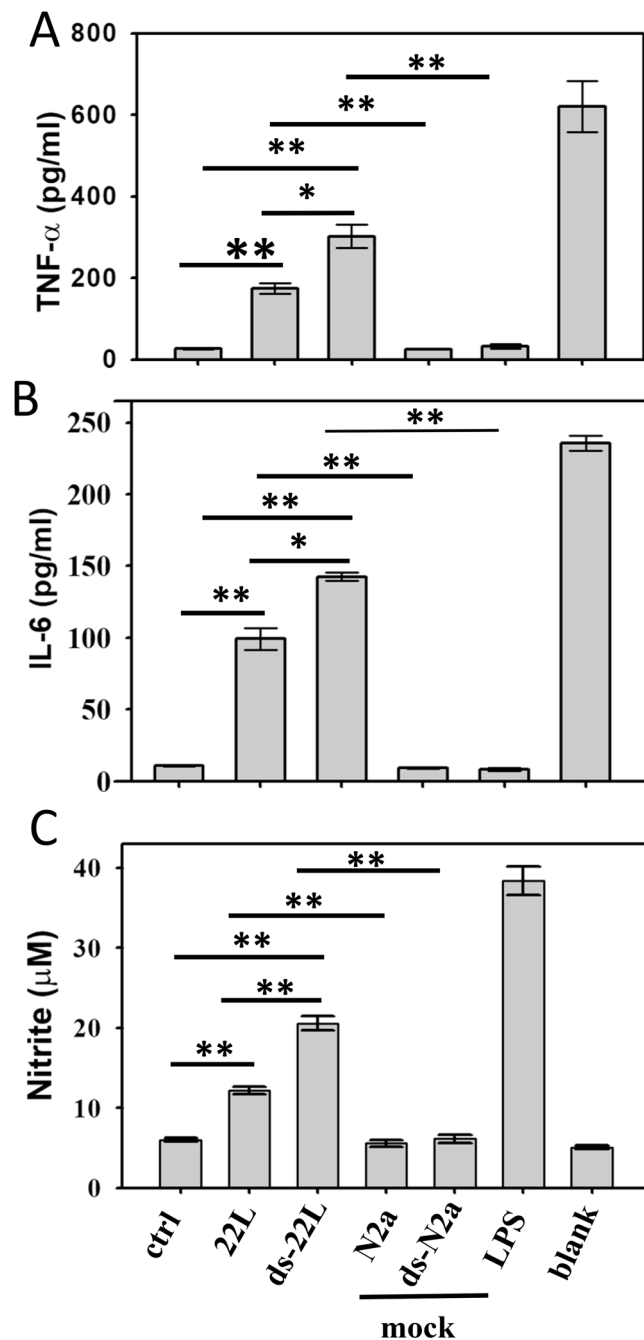 A
800
600
400
200
0
TNF-α (pg/ml)
**
**
**
*
**
B
250
200
150
100
50
0
IL-6 (pg/ml)
**
**
**
*
**
C
40
30
20
10
0
Nitrite (μM)
**
**
**
**
**
ctrl
22L
ds-22L
N2a
ds-N2a
LPS
blank
mock